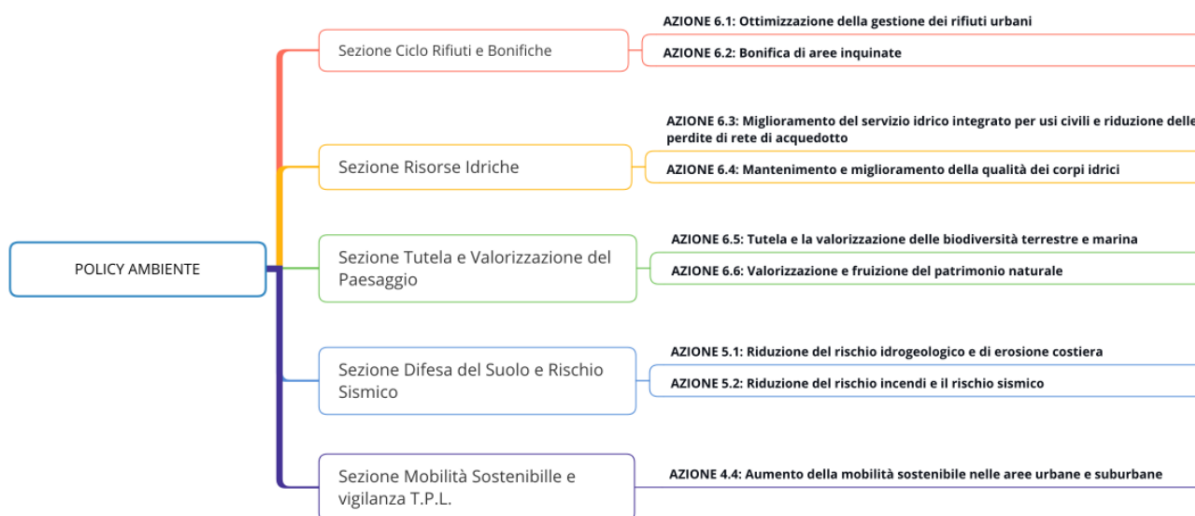 POLICY AMBIENTE
Sezione Ciclo Rifiuti e Bonifiche
AZIONE 6.1: Ottimizzazione della gestione dei rifiuti urbani
AZIONE 6.2: Bonifica di aree inquinate
Sezione Risorse Idriche
AZIONE 6.3: Miglioramento del servizio idrico integrato per usi civili e riduzione delle
perdite di rete di acquedotto
AZIONE 6.4: Mantenimento e miglioramento della qualità dei corpi idrici
Sezione Tutela e Valorizzazione del
Paesaggio
AZIONE 6.5: Tutela e la valorizzazione delle biodiversità terrestre e marina
AZIONE 6.6: Valorizzazione e fruizione del patrimonio naturale
Sezione Difesa del Suolo e Rischio
Sismico
AZIONE 5.1: Riduzione del rischio idrogeologico e di erosione costiera
AZIONE 5.2: Riduzione del rischio incendi e il rischio sismico
Sezione Mobilità Sostenibille e
vigilanza T.P.L.
AZIONE 4.4: Aumento della mobilità sostenibile nelle aree urbane e suburbane